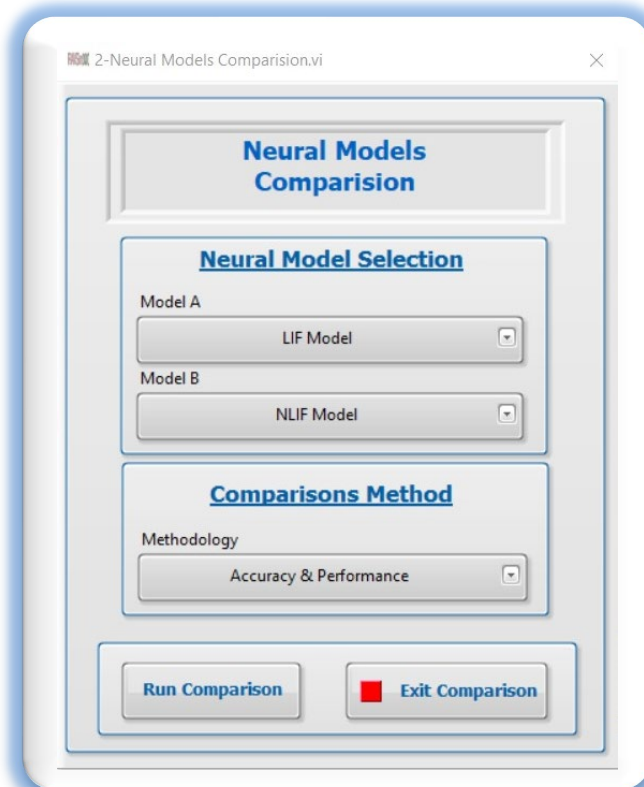 2-Neural Models Comparision.vi
Neural Models
Comparision
Neural Model Selection
Model A
LIF Model
Model B
NLIF Model
Comparisons Method
Methodology
Accuracy & Performance
Run Comparison
Exit Comparison